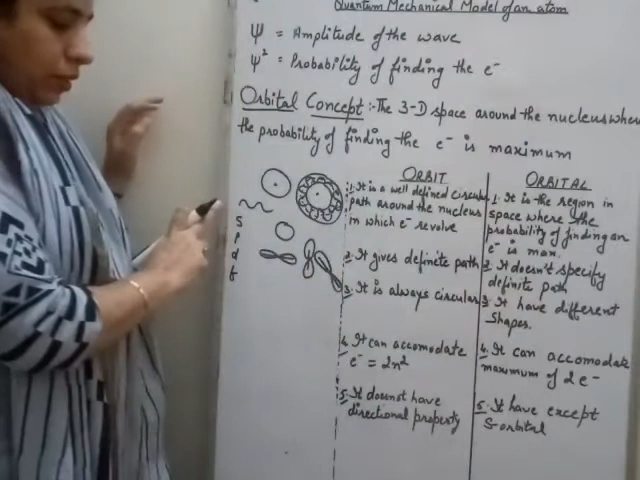 Quantum Mechanical Model of an atom
Ψ = Amplitude of the wave
Ψ² = Probability of finding the e⁻
Orbital Concept :- The 3-D space around the nucleus where
the probability of finding the e⁻ is maximum
S
P
d
f
ORBIT
1. It is a well defined circular
path around the nucleus
in which e⁻ revolve
2. It gives definite path
3. It is always circular
4. It can accomodate
e⁻ = 2n²
5. It doesnot have
directional property
ORBITAL
1. It is the region in
space where the
probability of finding an
e⁻ is max.
2. It doesn't specify
definite path
3. It have different
shapes.
4. It can accomodate
maximum of 2 e⁻
5. It have except
S-orbital